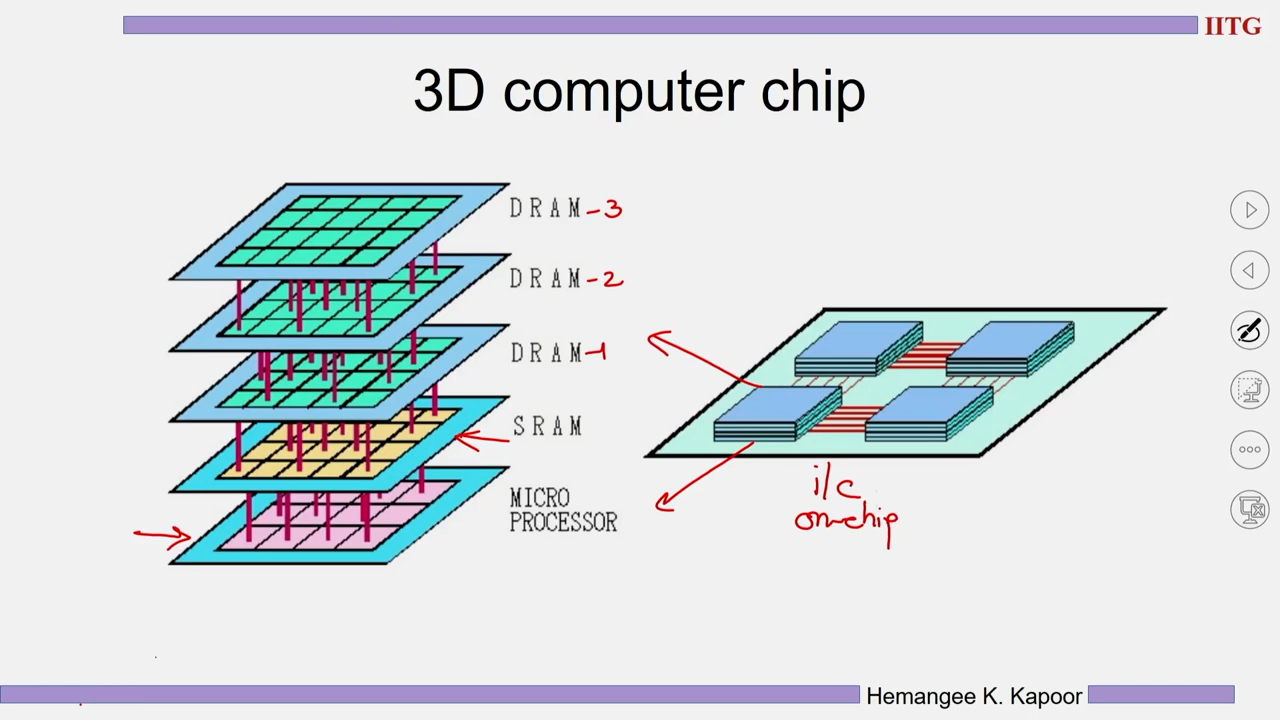 IITG
3D computer chip
DRAM-3
DRAM-2
DRAM-1
SRAM
MICRO
PROCESSOR
i/c
on-chip
Hemangee K. Kapoor